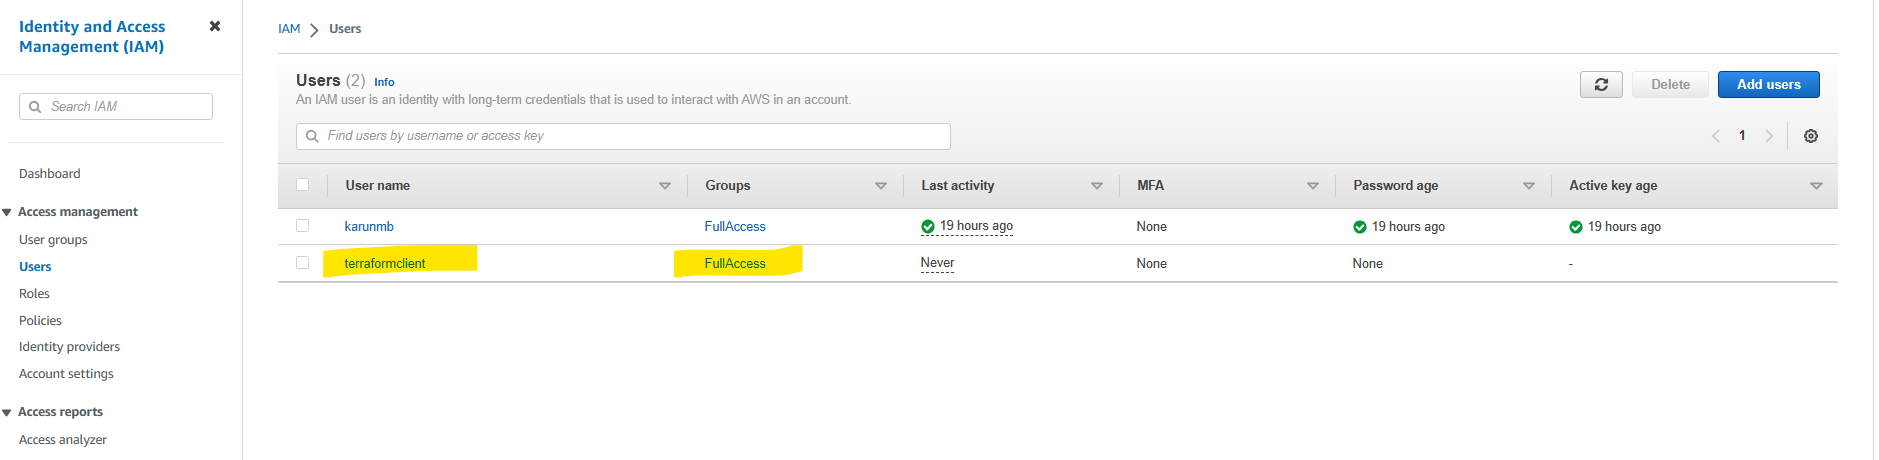 Identity and Access
Management (IAM)
Search IAM
Dashboard
Access management
User groups
Users
Roles
Policies
Identity providers
Account settings
Access reports
Access analyzer
IAM > Users
Users (2) Info
An IAM user is an identity with long-term credentials that is used to interact with AWS in an account.
Delete
Add users
Find users by username or access key
1
User name Groups Last activity MFA Password age Active key age
karunmb FullAccess 19 hours ago None 19 hours ago 19 hours ago
terraformclient FullAccess Never None None -